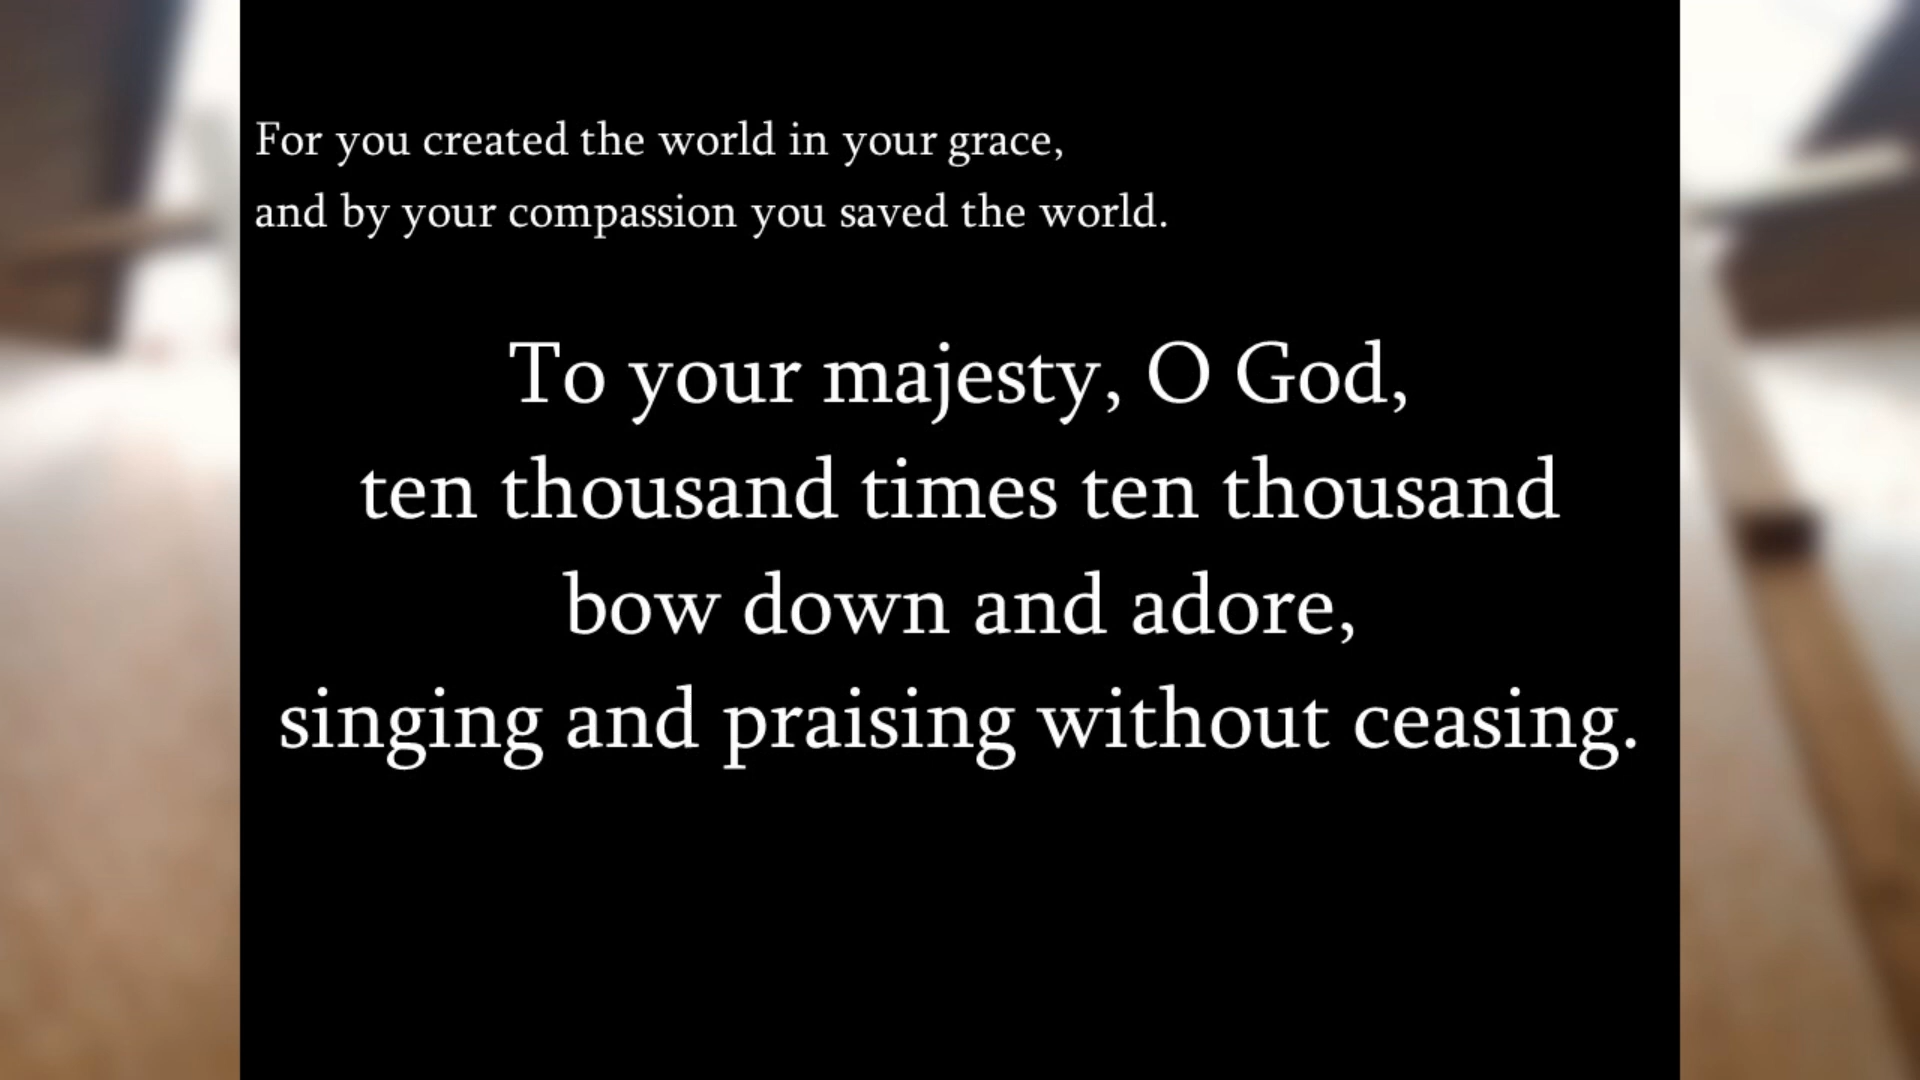 For you created the world in your grace,
and by your compassion you saved the world.
To your majesty, O God,
ten thousand times ten thousand
bow down and adore,
singing and praising without ceasing.